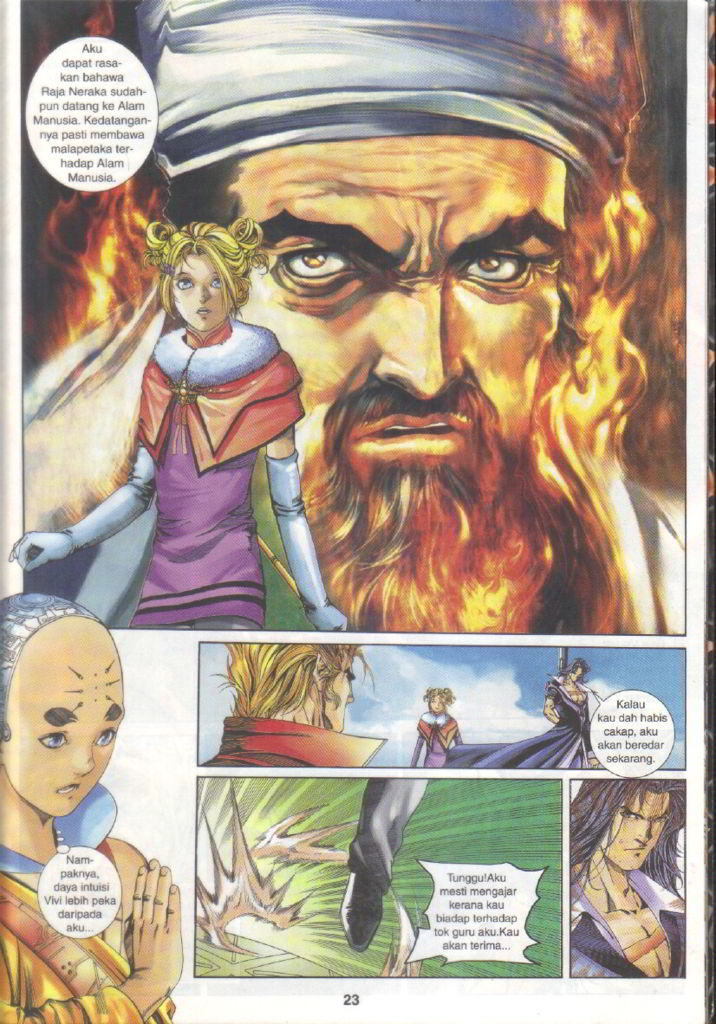 Aku
dapat rasa-
kan bahawa
Raja Neraka sudah-
pun datang ke Alam
Manusia. Kedatangan-
nya pasti membawa
malapetaka ter-
hadap Alam
Manusia.
Kalau
kau dah habis
cakap, aku
akan beredar
sekarang.
Nam-
paknya,
daya intuisi
Vivi lebih peka
daripada
aku...
Tunggu!Aku
mesti mengajar
kerana kau
biadap terhadap
tok guru aku.Kau
akan terima...
23